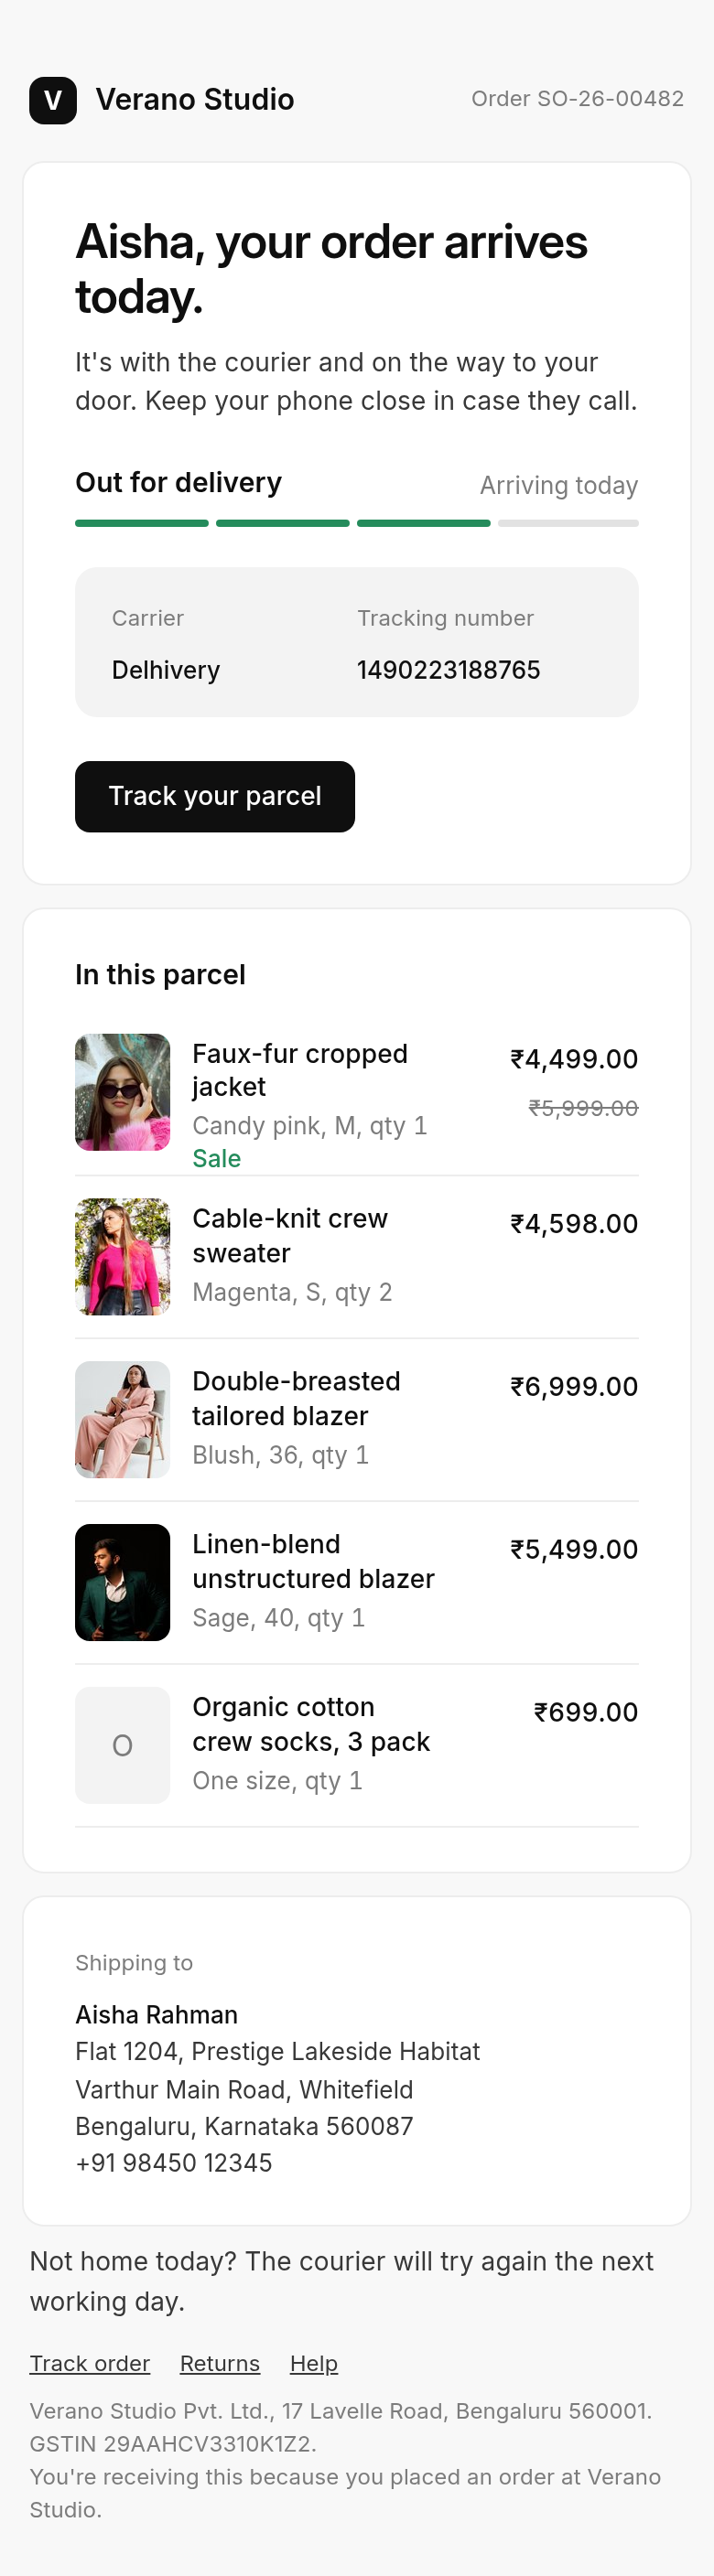 V Verano Studio
Order SO-26-00482
Aisha, your order arrives
today.
It's with the courier and on the way to your
door. Keep your phone close in case they call.
Out for delivery
Arriving today
Carrier
Tracking number
Delhivery
1490223188765
Track your parcel
In this parcel
Faux-fur cropped
jacket
₹4,499.00
₹5,999.00
Candy pink, M, qty 1
Sale
Cable-knit crew
sweater
₹4,598.00
Magenta, S, qty 2
Double-breasted
tailored blazer
₹6,999.00
Blush, 36, qty 1
Linen-blend
unstructured blazer
₹5,499.00
Sage, 40, qty 1
O
Organic cotton
crew socks, 3 pack
₹699.00
One size, qty 1
Shipping to
Aisha Rahman
Flat 1204, Prestige Lakeside Habitat
Varthur Main Road, Whitefield
Bengaluru, Karnataka 560087
+91 98450 12345
Not home today? The courier will try again the next
working day.
Track order Returns Help
Verano Studio Pvt. Ltd., 17 Lavelle Road, Bengaluru 560001.
GSTIN 29AAHCV3310K1Z2.
You're receiving this because you placed an order at Verano
Studio.